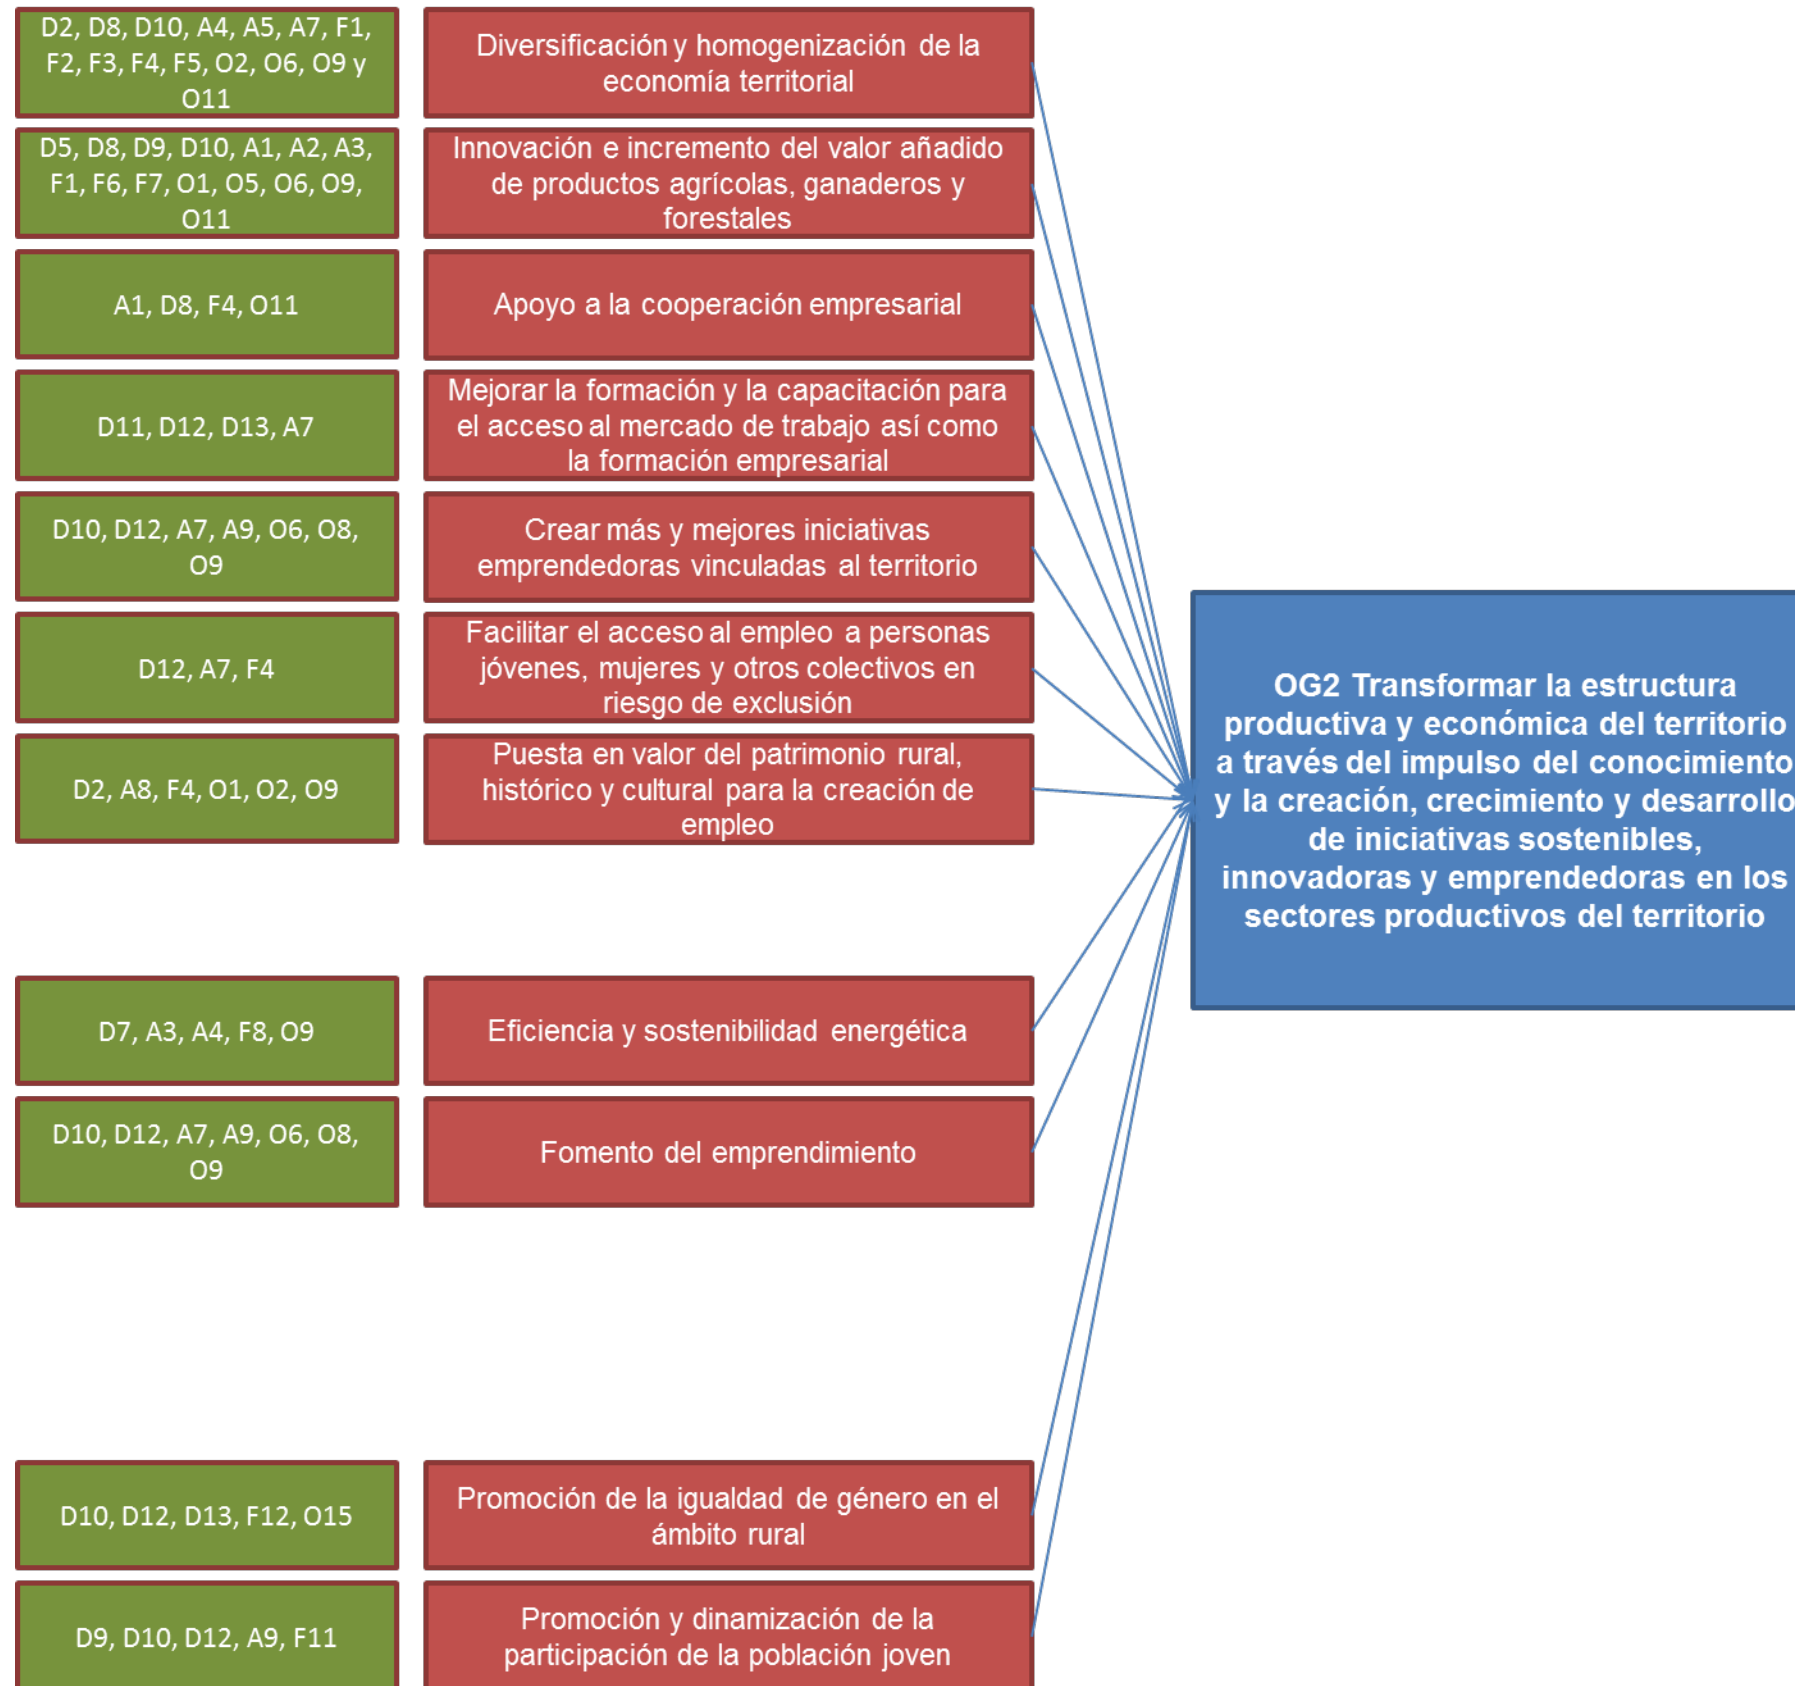 D2, D8, D10, A4, A5, A7, F1,
F2, F3, F4, F5, O2, O6, O9 y
O11
Diversificación y homogenización de la
economía territorial
D5, D8, D9, D10, A1, A2, A3,
F1, F6, F7, O1, O5, O6, O9,
O11
Innovación e incremento del valor añadido
de productos agrícolas, ganaderos y
forestales
A1, D8, F4, O11
Apoyo a la cooperación empresarial
D11, D12, D13, A7
Mejorar la formación y la capacitación para
el acceso al mercado de trabajo así como
la formación empresarial
D10, D12, A7, A9, O6, O8,
O9
Crear más y mejores iniciativas
emprendedoras vinculadas al territorio
D12, A7, F4
Facilitar el acceso al empleo a personas
jóvenes, mujeres y otros colectivos en
riesgo de exclusión
D2, A8, F4, O1, O2, O9
Puesta en valor del patrimonio rural,
histórico y cultural para la creación de
empleo
D7, A3, A4, F8, O9
Eficiencia y sostenibilidad energética
D10, D12, A7, A9, O6, O8,
O9
Fomento del emprendimiento
D10, D12, D13, F12, O15
Promoción de la igualdad de género en el
ámbito rural
D9, D10, D12, A9, F11
Promoción y dinamización de la
participación de la población joven
OG2 Transformar la estructura
productiva y económica del territorio
a través del impulso del conocimiento
y la creación, crecimiento y desarrollo
de iniciativas sostenibles,
innovadoras y emprendedoras en los
sectores productivos del territorio